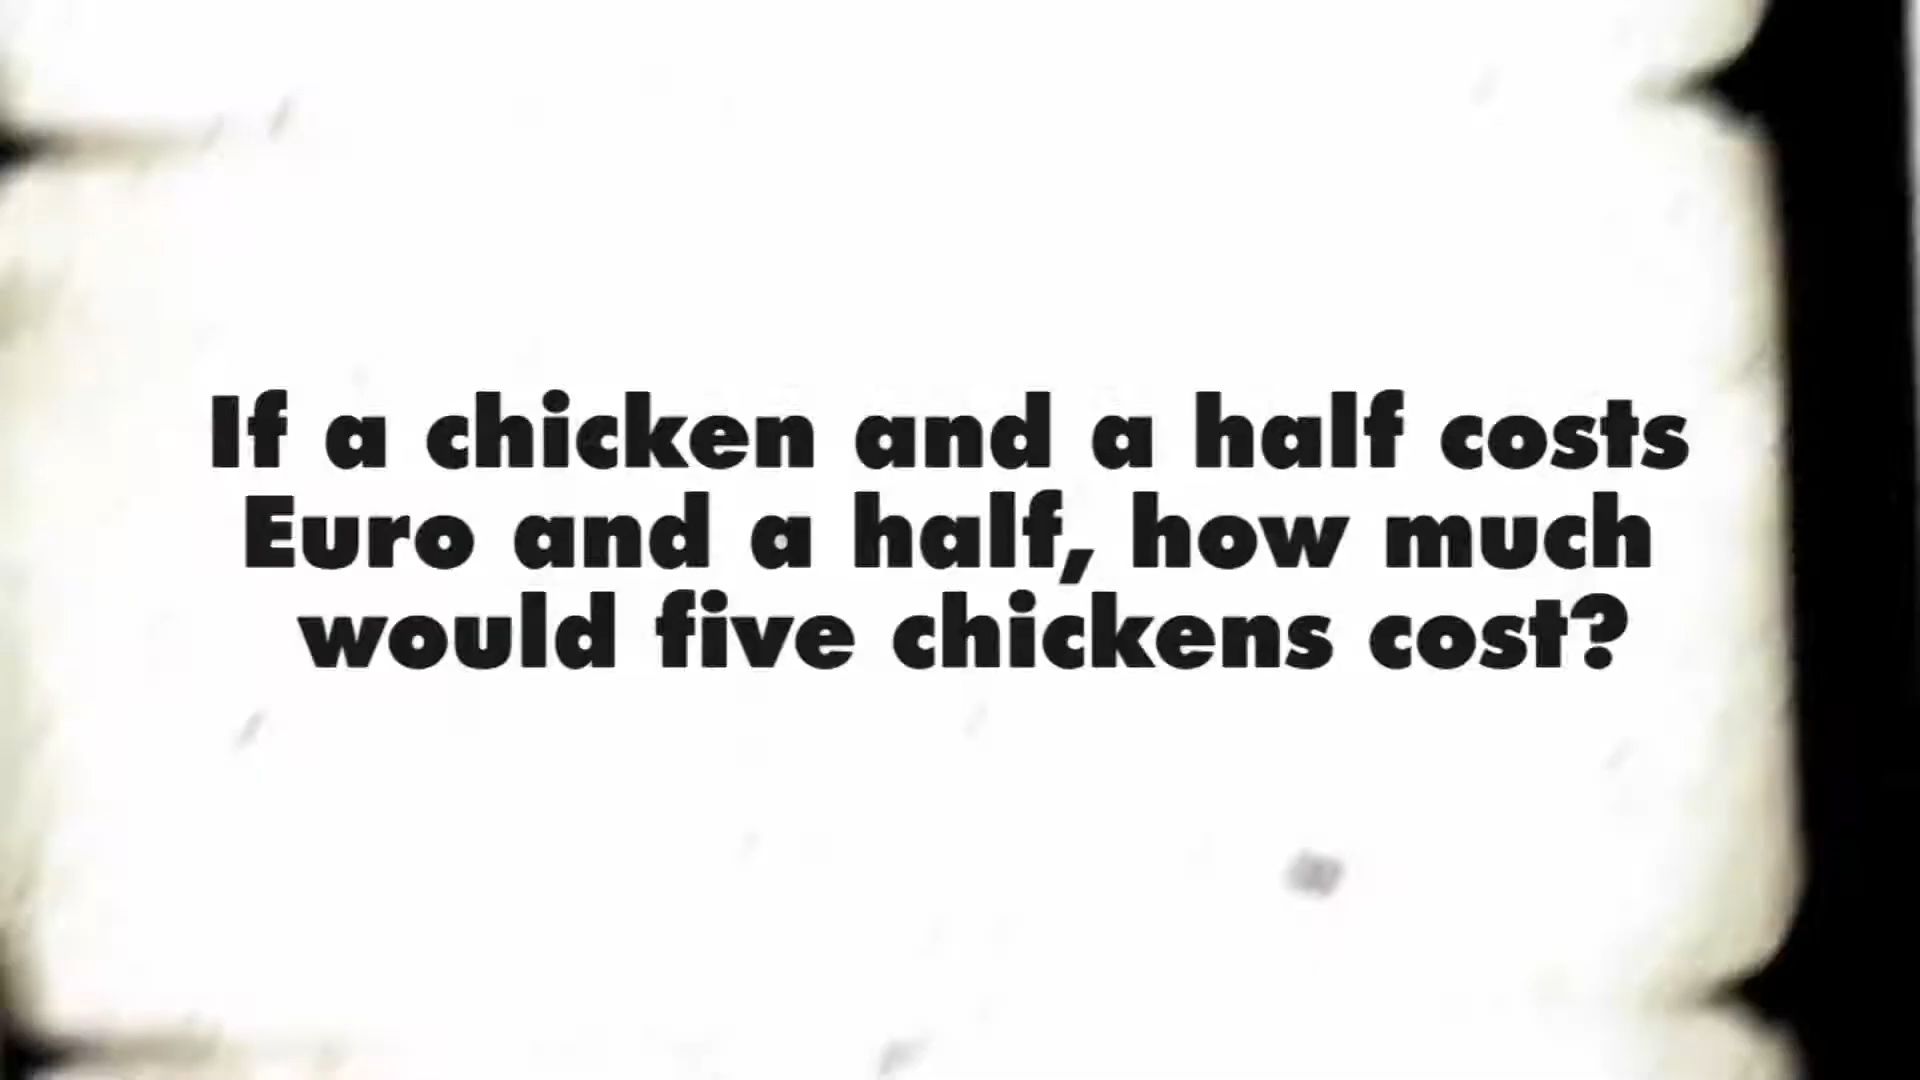 If a chicken and a half costs
Euro and a half, how much
would five chickens cost?